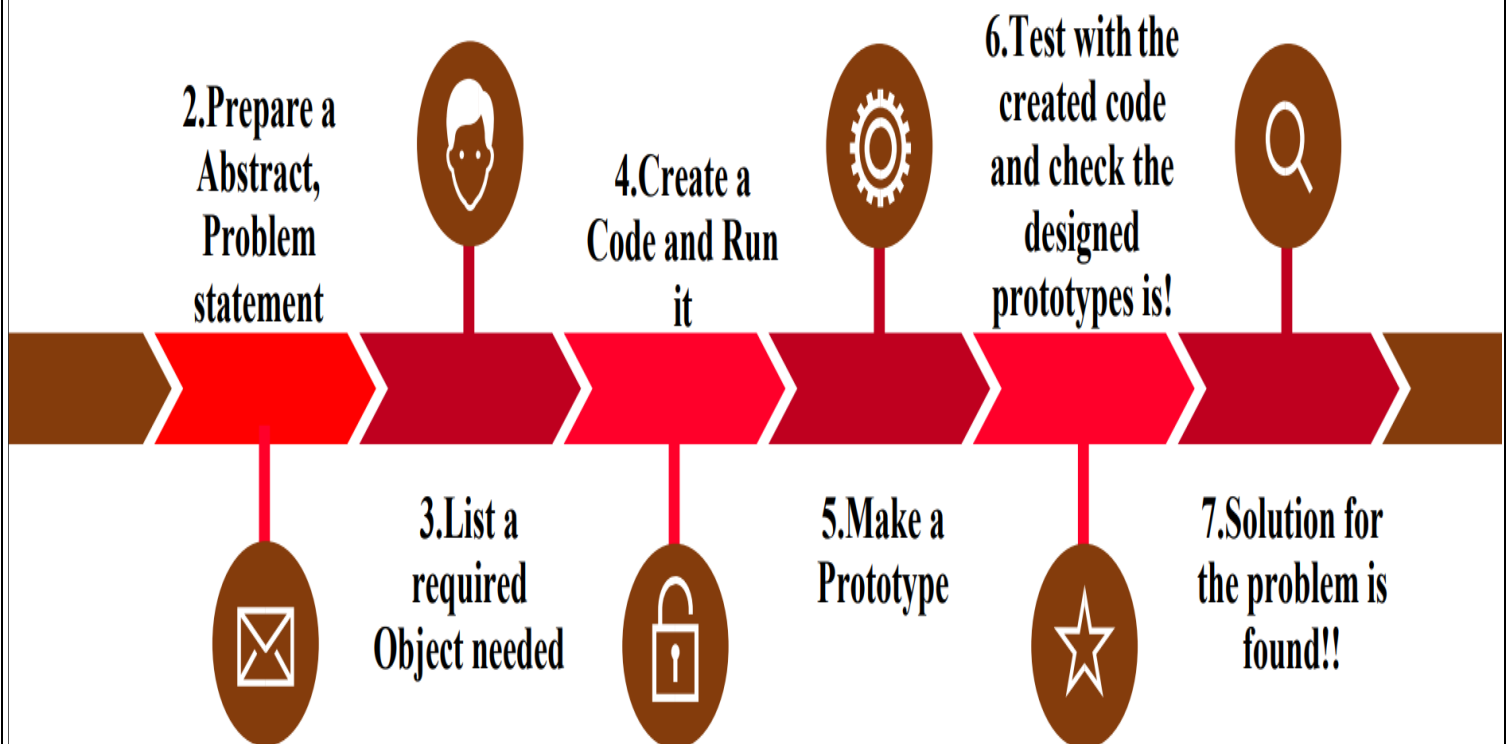 2.Prepare a
Abstract,
Problem
statement
3.List a
required
Object needed
4.Create a
Code and Run
it
5.Make a
Prototype
6.Test with the
created code
and check the
designed
prototypes is!
7.Solution for
the problem is
found!!